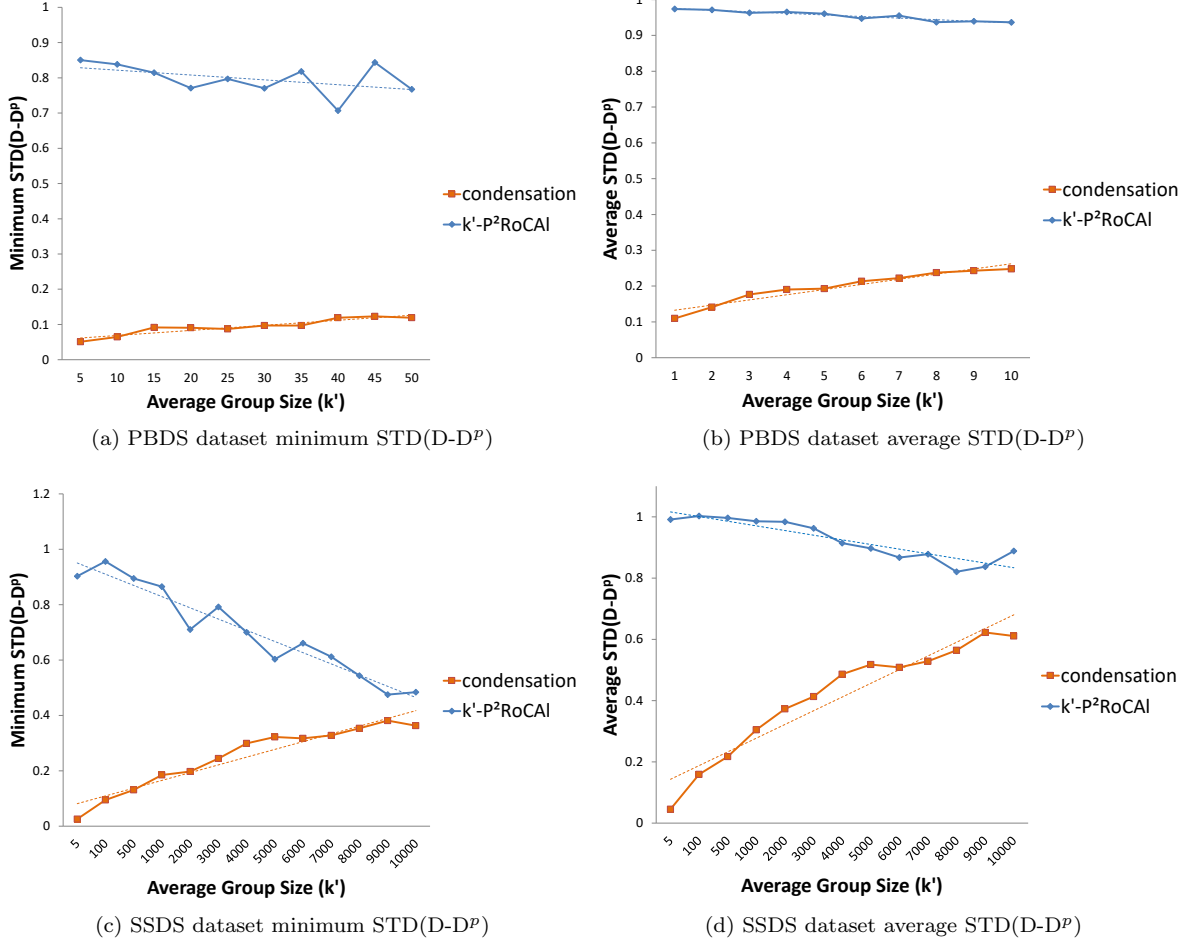 1
0.9
0.8
0.7
0.6
0.5
0.4
0.3
0.2
0.1
0
Minimum STD(D-Dᵖ)
5 10 15 20 25 30 35 40 45 50
Average Group Size (k')
condensation
k'-P²RoCAl
(a) PBDS dataset minimum STD(D-Dᵖ)
1
0.9
0.8
0.7
0.6
0.5
0.4
0.3
0.2
0.1
0
Average STD(D-Dᵖ)
1 2 3 4 5 6 7 8 9 10
Average Group Size (k')
condensation
k'-P²RoCAl
(b) PBDS dataset average STD(D-Dᵖ)
1.2
1
0.8
0.6
0.4
0.2
0
Minimum STD(D-Dᵖ)
5 100 500 1000 2000 3000 4000 5000 6000 7000 8000 9000 10000
Average Group Size (k')
condensation
k'-P²RoCAl
(c) SSDS dataset minimum STD(D-Dᵖ)
1
0.8
0.6
0.4
0.2
0
Average STD(D-Dᵖ)
5 100 500 1000 2000 3000 4000 5000 6000 7000 8000 9000 10000
Average Group Size (k')
condensation
k'-P²RoCAl
(d) SSDS dataset average STD(D-Dᵖ)